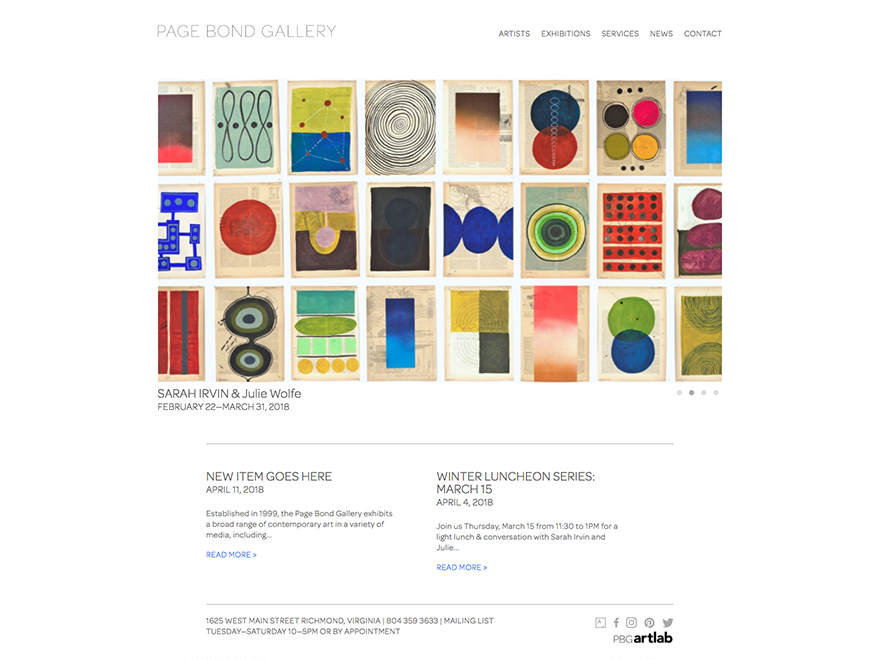 PAGE BOND GALLERY
ARTISTS EXHIBITIONS SERVICES NEWS CONTACT
SARAH IRVIN & Julie Wolfe
FEBRUARY 22—MARCH 31, 2018
NEW ITEM GOES HERE
APRIL 11, 2018
Established in 1999, the Page Bond Gallery exhibits
a broad range of contemporary art in a variety of
media, including...
READ MORE >
WINTER LUNCHEON SERIES:
MARCH 15
APRIL 4, 2018
Join us Thursday, March 15 from 11:30 to 1PM for a
light lunch & conversation with Sarah Irvin and
Julie...
READ MORE >
1625 WEST MAIN STREET RICHMOND, VIRGINIA | 804 359 3633 | MAILING LIST
TUESDAY—SATURDAY 10—5PM OR BY APPOINTMENT
PBG artlab